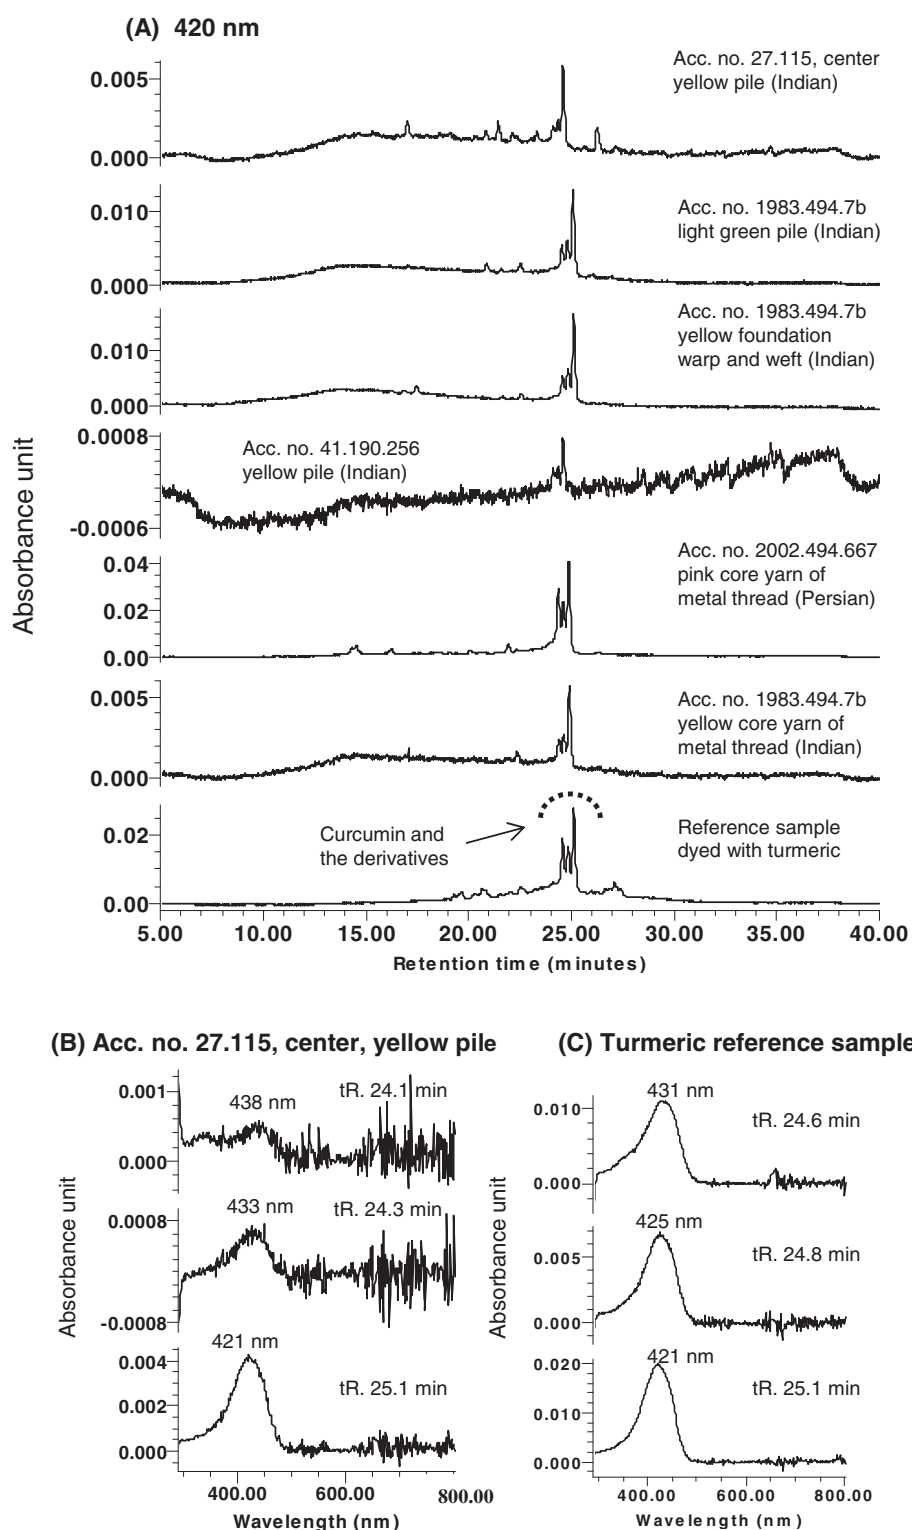 (A) 420 nm
Acc. no. 27.115, center
yellow pile (Indian)
0.005
0.000
Acc. no. 1983.494.7b
light green pile (Indian)
0.010
0.000
Acc. no. 1983.494.7b
yellow foundation
warp and weft (Indian)
0.010
0.000
Absorbance unit
0.0008
-0.0006
Acc. no. 41.190.256
yellow pile (Indian)
Acc. no. 2002.494.667
pink core yarn of
metal thread (Persian)
0.04
0.02
0.00
Acc. no. 1983.494.7b
yellow core yarn of
metal thread (Indian)
0.005
0.000
Curcumin and
the derivatives
Reference sample
dyed with turmeric
0.02
0.00
5.00 10.00 15.00 20.00 25.00 30.00 35.00 40.00
Retention time (minutes)
(B) Acc. no. 27.115, center, yellow pile
Absorbance unit
0.001
0.000
438 nm
tR. 24.1 min
0.0008
-0.0008
433 nm
tR. 24.3 min
0.004
0.002
0.000
421 nm
tR. 25.1 min
400.00 600.00 800.00
Wavelength (nm)
(C) Turmeric reference sample
Absorbance unit
0.010
0.000
431 nm
tR. 24.6 min
0.005
0.000
425 nm
tR. 24.8 min
0.020
0.010
0.000
421 nm
tR. 25.1 min
400.00 600.00 800.00
Wavelength (nm)